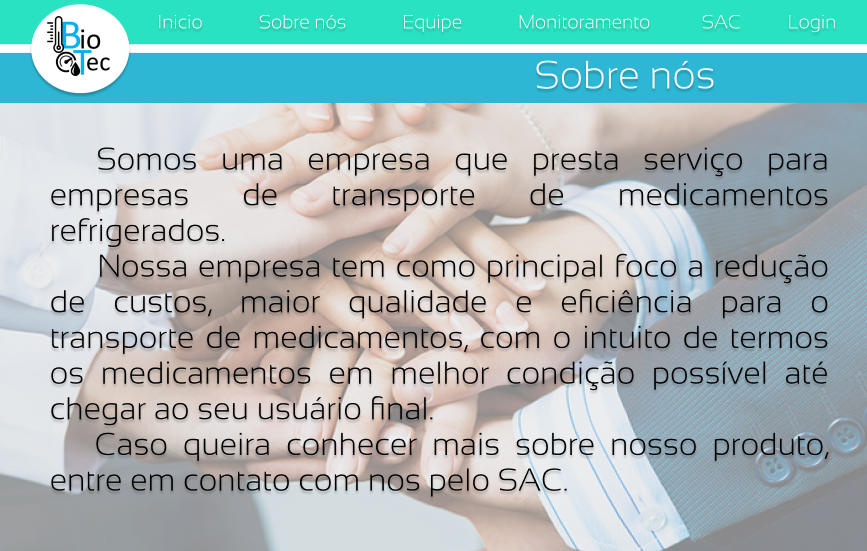 Inicio Sobre nós Equipe Monitoramento SAC Login
Bio
Tec
Sobre nós
Somos uma empresa que presta serviço para
empresas de transporte de medicamentos
refrigerados.
Nossa empresa tem como principal foco a redução
de custos, maior qualidade e eficiência para o
transporte de medicamentos, com o intuito de termos
os medicamentos em melhor condição possível até
chegar ao seu usuário final.
Caso queira conhecer mais sobre nosso produto,
entre em contato com nos pelo SAC.